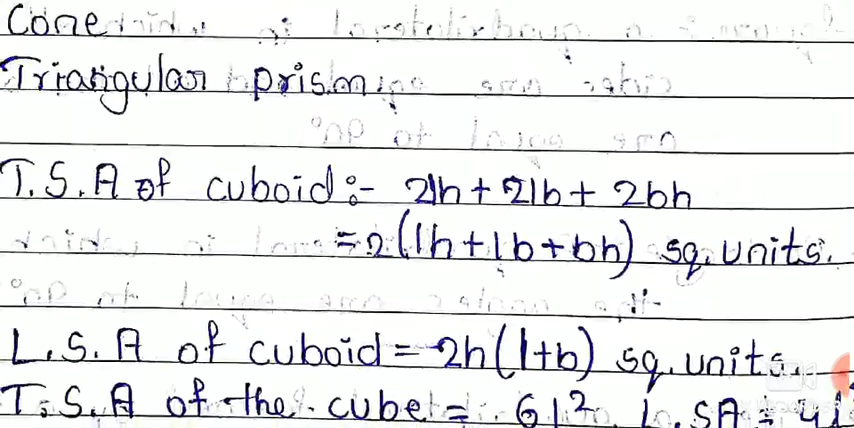 Cone
Triangular prism
T.S.A of cuboid :- 2lh + 2lb + 2bh
= 2(lh + lb + bh) sq. units.
L.S.A of cuboid = 2h(l+b) sq. units.
T.S.A of the cube = 6l² L.SA = 4l